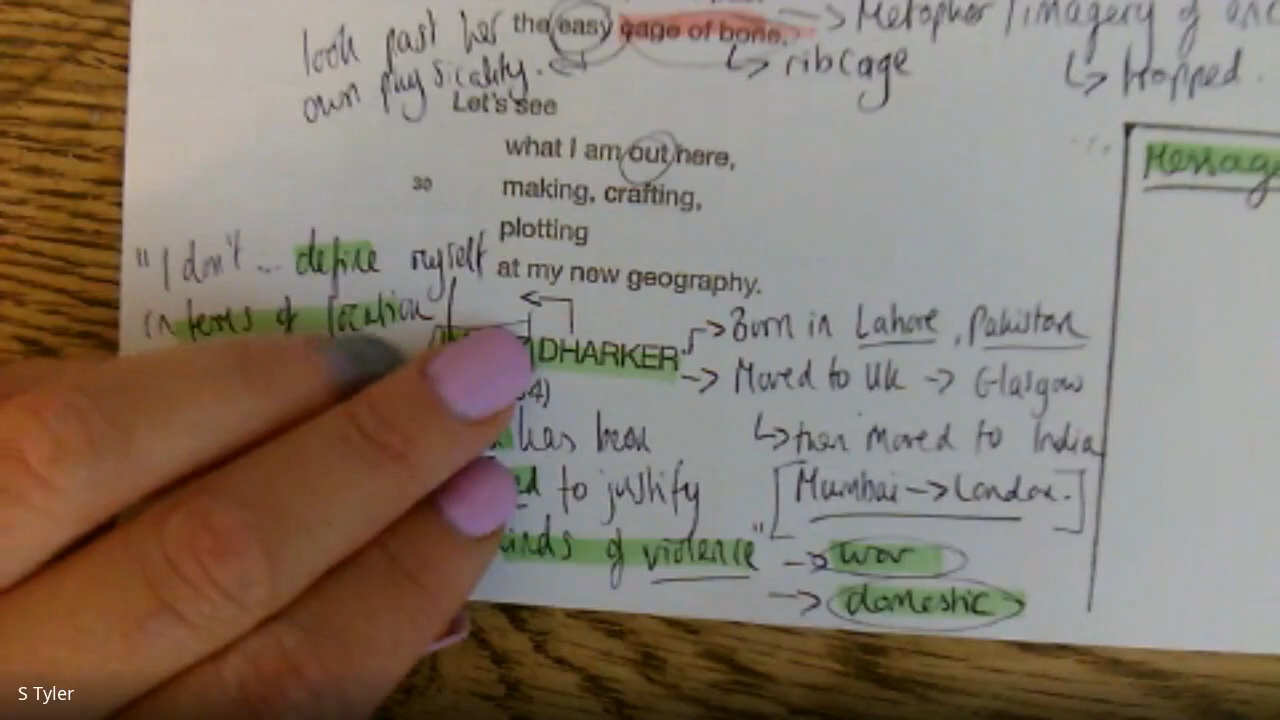 look past her
own physicality.
the easy cage of bone.
-> Metaphor / imagery of
↳ ribcage
↳ trapped.
Let's see
what I am out here,
30 making, crafting,
plotting
at my new geography.
Message
"I don't ... define myself
in terms of location
DHARKER
-> Born in Lahore, Pakistan
-> Moved to UK -> Glasgow
↳ then moved to India
[Mumbai -> London.]
4)
has been
to justify
of violence"
-> war
-> domestic
S Tyler